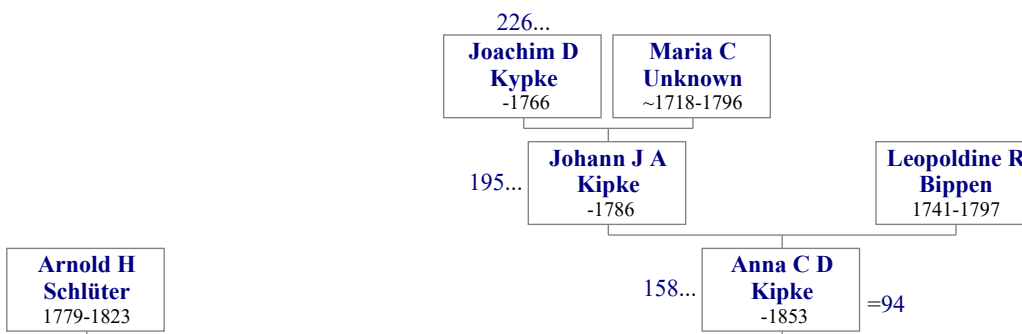 226...
Joachim D
Kypke
-1766
Maria C
Unknown
~1718-1796
195...
Johann J A
Kipke
-1786
Leopoldine R
Bippen
1741-1797
Arnold H
Schlüter
1779-1823
158...
Anna C D
Kipke
-1853
=94